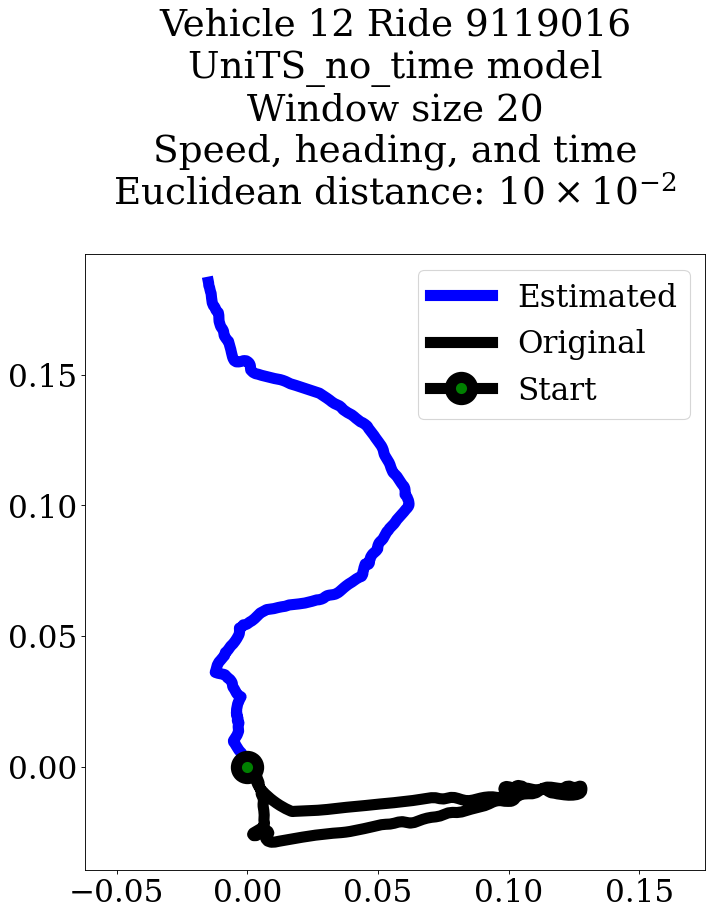 Vehicle 12 Ride 9119016
UniTS_no_time model
Window size 20
Speed, heading, and time
Euclidean distance: $10 \times 10^{-2}$
Estimated
Original
Start
0.15
0.10
0.05
0.00
−0.05 0.00 0.05 0.10 0.15